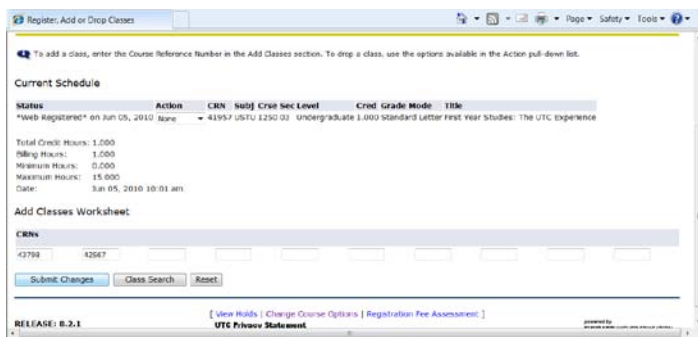 Register, Add or Drop Classes
Page Safety Tools
To add a class, enter the Course Reference Number in the Add Classes section. To drop a class, use the options available in the Action pull-down list.
Current Schedule
Status Action CRN Subj Crse Sec Level Cred Grade Mode Title
*Web Registered* on Jun 05, 2010 None 41957 USTU 1250 03 Undergraduate 1.000 Standard Letter First Year Studies: The UTC Experience
Total Credit Hours: 1.000
Billing Hours: 1.000
Minimum Hours: 0.000
Maximum Hours: 15.000
Date: Jun 05, 2010 10:01 am
Add Classes Worksheet
CRNs
43798 42567
Submit Changes Class Search Reset
[ View Holds | Change Course Options | Registration Fee Assessment ]
RELEASE: 8.2.1 UTC Privacy Statement powered by